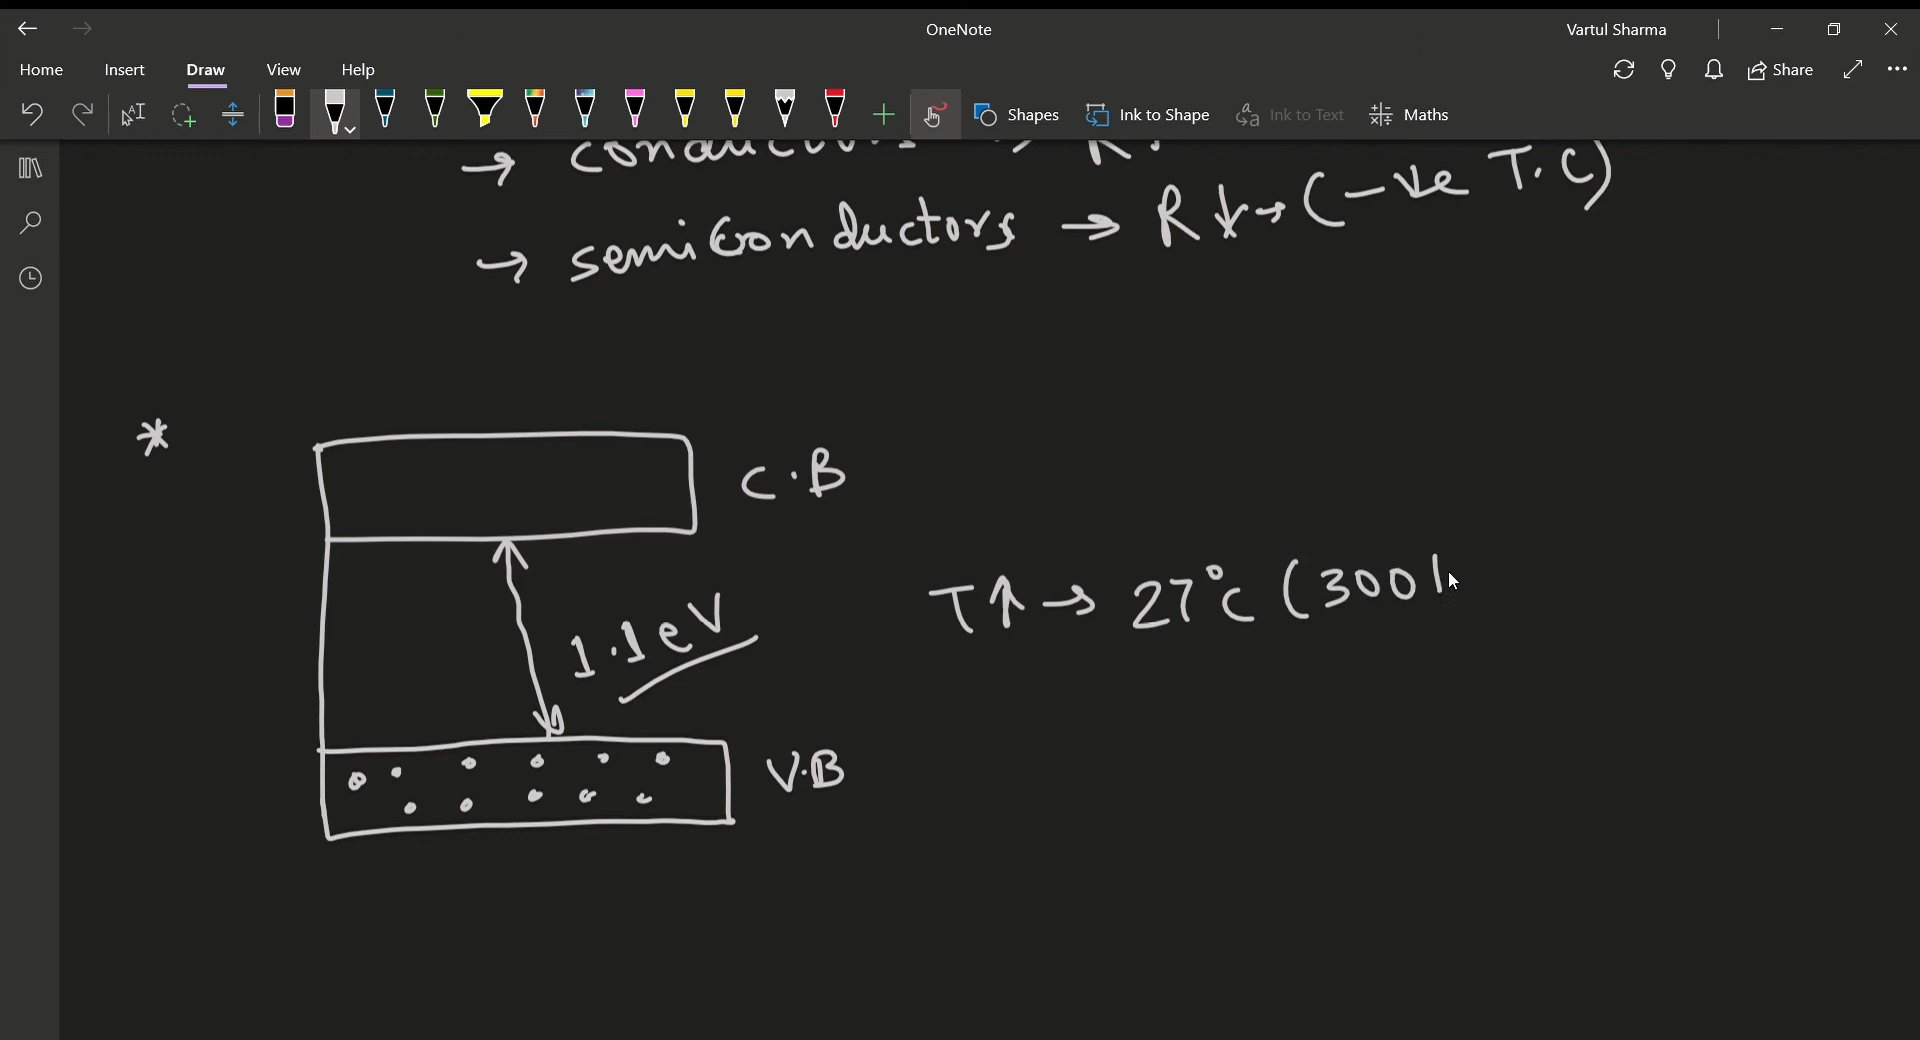 OneNote
Vartul Sharma
Home Insert Draw View Help
Share
Shapes Ink to Shape Ink to Text Maths
→ conductors → R↑
→ semiconductors → R↓→ (-ve T.C)
*
C.B
1.1eV
T↑ → 27°C (300
V.B